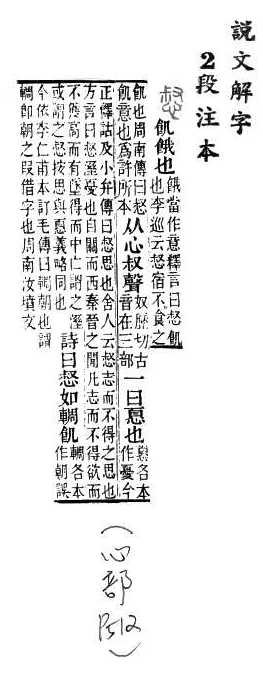 説文解字
2段注本
惄 飢餓也 餓當作意釋言曰惄飢
也李巡云惄宿不食之
飢也周南傳曰惄
飢意也爲許所本 从心叔聲 奴歷切古
音在三部 一曰𢝊也 𢝊各本
作憂今
正釋詁及小弁傳曰惄思也舍人云惄志而不得之思也
方言曰惄溼憂也自關而西秦晉之閒凡志而不得欲而
不獲高而有墜得而中亡謂之溼
或謂之惄按思與𢝊義略同也 詩曰惄如輖飢 輖各本
作朝誤
今依李仁甫本訂毛傳曰輖朝也謂
輖卽朝之叚借字也周南汝墳文
（心部 P512）